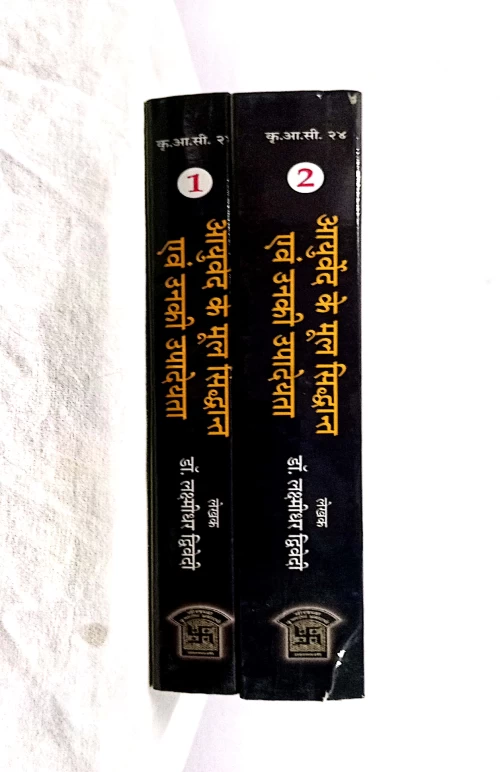 कृ.आ.सी. २४
1
आयुर्वेद के मूल सिद्धान्त
एवं उनकी उपादेयता
लेखक
डॉ. लक्ष्मीधर द्विवेदी
कृ.आ.सी. २४
2
आयुर्वेद के मूल सिद्धान्त
एवं उनकी उपादेयता
लेखक
डॉ. लक्ष्मीधर द्विवेदी